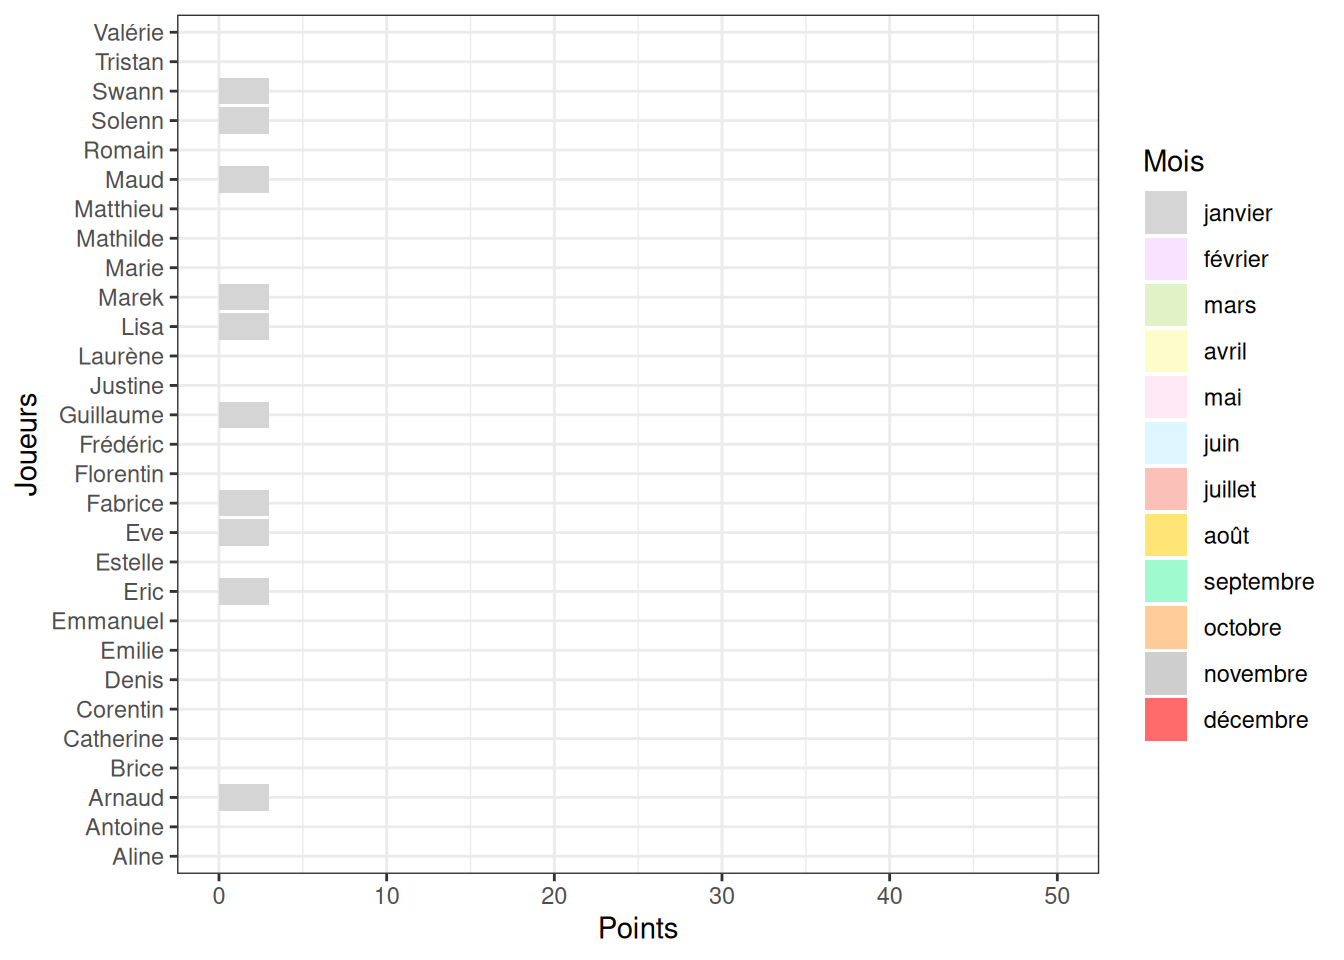 Valérie
Tristan
Swann
Solenn
Romain
Maud
Matthieu
Mathilde
Marie
Marek
Lisa
Laurène
Justine
Guillaume
Frédéric
Florentin
Fabrice
Eve
Estelle
Eric
Emmanuel
Emilie
Denis
Corentin
Catherine
Brice
Arnaud
Antoine
Aline
Joueurs
0 10 20 30 40 50
Points
Mois
janvier
février
mars
avril
mai
juin
juillet
août
septembre
octobre
novembre
décembre